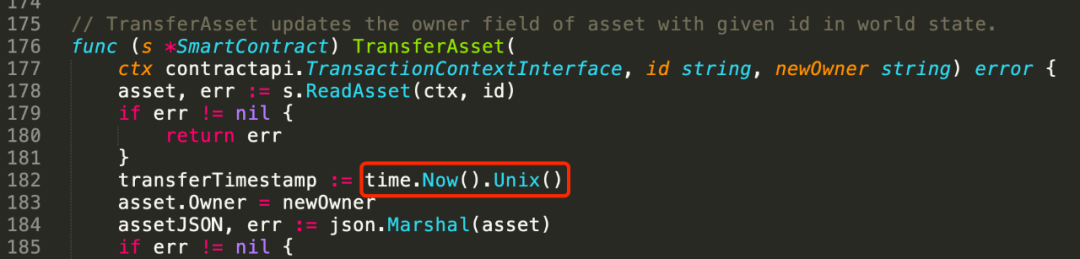 174
175 // TransferAsset updates the owner field of asset with given id in world state.
176 func (s *SmartContract) TransferAsset(
177     ctx contractapi.TransactionContextInterface, id string, newOwner string) error {
178     asset, err := s.ReadAsset(ctx, id)
179     if err != nil {
180         return err
181     }
182     transferTimestamp := time.Now().Unix()
183     asset.Owner = newOwner
184     assetJSON, err := json.Marshal(asset)
185     if err != nil {